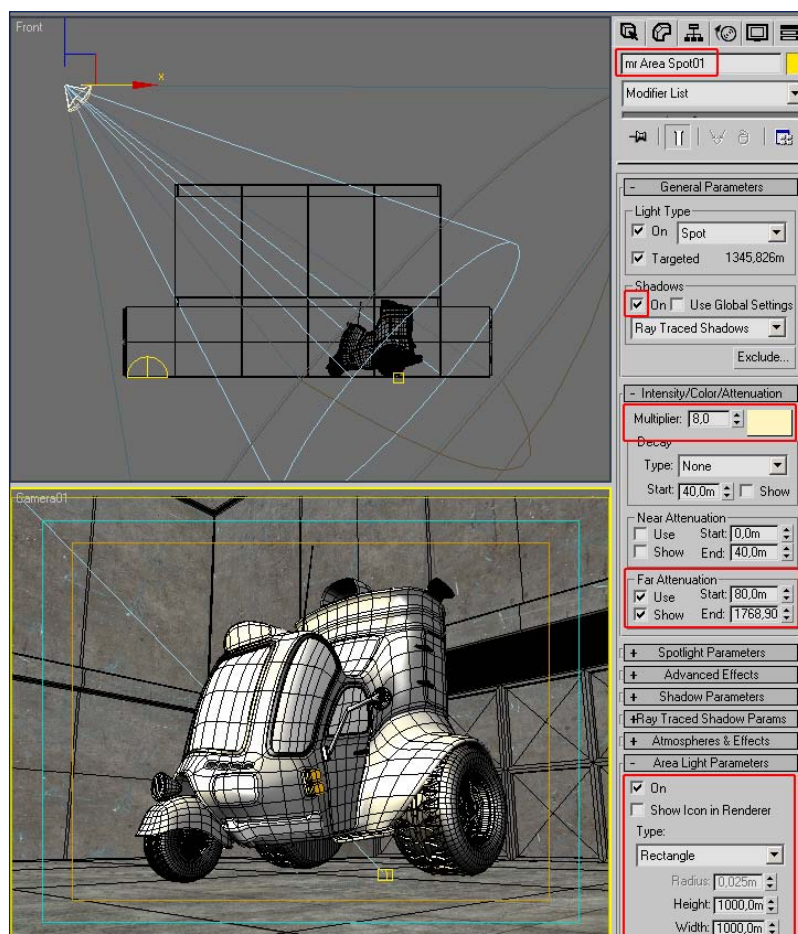 Front
x
mr Area Spot01
Modifier List
- General Parameters
Light Type
On Spot
Targeted 1345,826m
Shadows
On Use Global Settings
Ray Traced Shadows
Exclude...
- Intensity/Color/Attenuation
Multiplier: 8,0
Decay
Type: None
Start: 40,0m Show
Near Attenuation
Use Start: 0,0m
Show End: 40,0m
Far Attenuation
Use Start: 80,0m
Show End: 1768,90
+ Spotlight Parameters
+ Advanced Effects
+ Shadow Parameters
+Ray Traced Shadow Params
+ Atmospheres & Effects
- Area Light Parameters
On
Show Icon in Renderer
Type:
Rectangle
Radius: 0,025m
Height: 1000,0m
Width: 1000,0m
Camera01